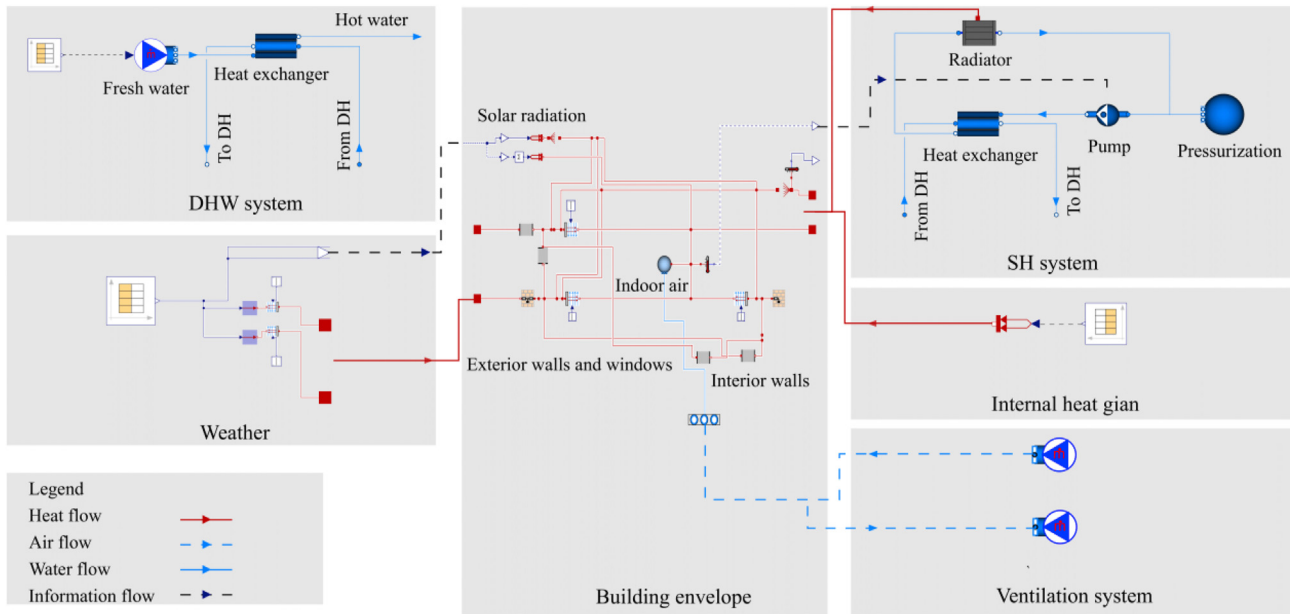 Hot water
Fresh water
Heat exchanger
To DH
From DH
DHW system
Weather
Legend
Heat flow
Air flow
Water flow
Information flow
Solar radiation
Indoor air
Exterior walls and windows
Interior walls
Building envelope
Radiator
Heat exchanger
Pump
Pressurization
From DH
To DH
SH system
Internal heat gian
Ventilation system